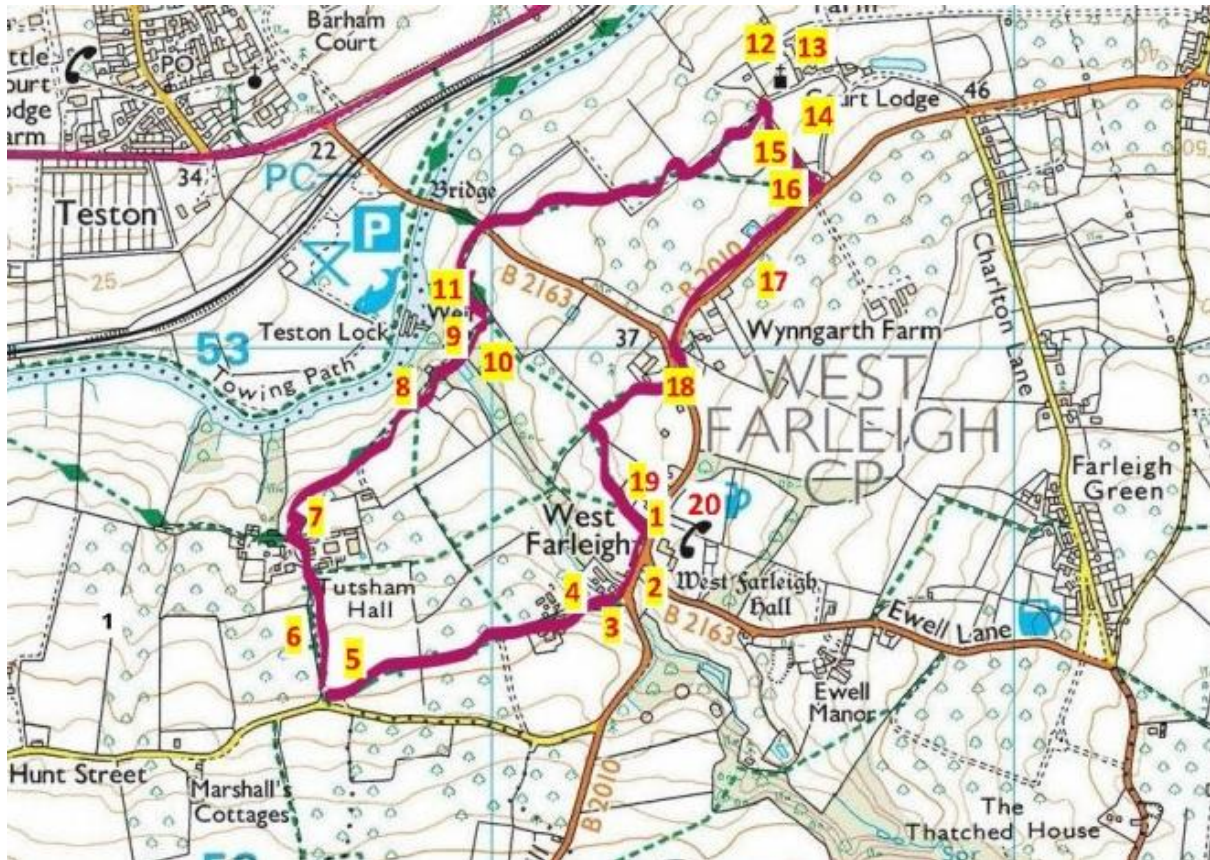 Barham
Court
PO
12
13
Court Lodge
46
14
15
16
22
34
PC
P
Bridge
Teston
25
11
B 2163
B 2010
17
Charlton Lane
Weir
Teston Lock
9
10
53
Towing Path
8
37
Wynngarth Farm
18
WEST
FARLEIGH
CP
Farleigh
Green
19
20
7
West
Farleigh
1
Tutsham
Hall
4
2
West Farleigh
Hall
3
B 2163
Ewell Lane
1
6
5
Ewell
Manor
Hunt Street
Marshall's
Cottages
B 2010
The
Thatched House